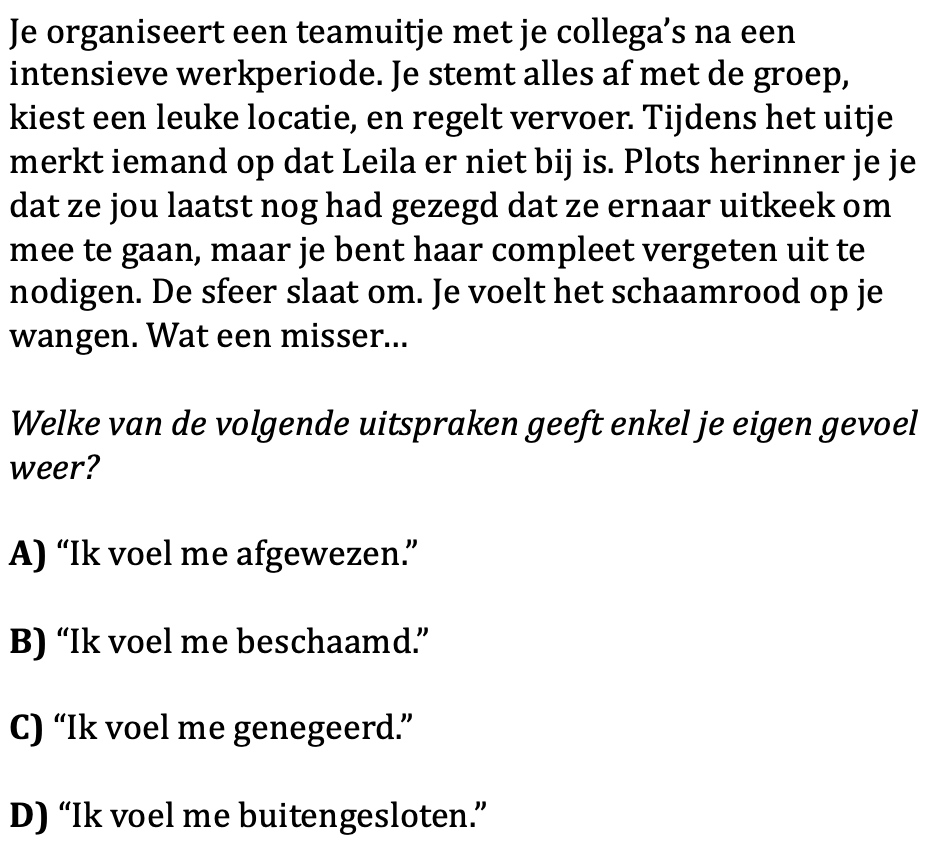 Je organiseert een teamuitje met je collega’s na een
intensieve werkperiode. Je stemt alles af met de groep,
kiest een leuke locatie, en regelt vervoer. Tijdens het uitje
merkt iemand op dat Leila er niet bij is. Plots herinner je je
dat ze jou laatst nog had gezegd dat ze ernaar uitkeek om
mee te gaan, maar je bent haar compleet vergeten uit te
nodigen. De sfeer slaat om. Je voelt het schaamrood op je
wangen. Wat een misser...
Welke van de volgende uitspraken geeft enkel je eigen gevoel
weer?
A) “Ik voel me afgewezen.”
B) “Ik voel me beschaamd.”
C) “Ik voel me genegeerd.”
D) “Ik voel me buitengesloten.”